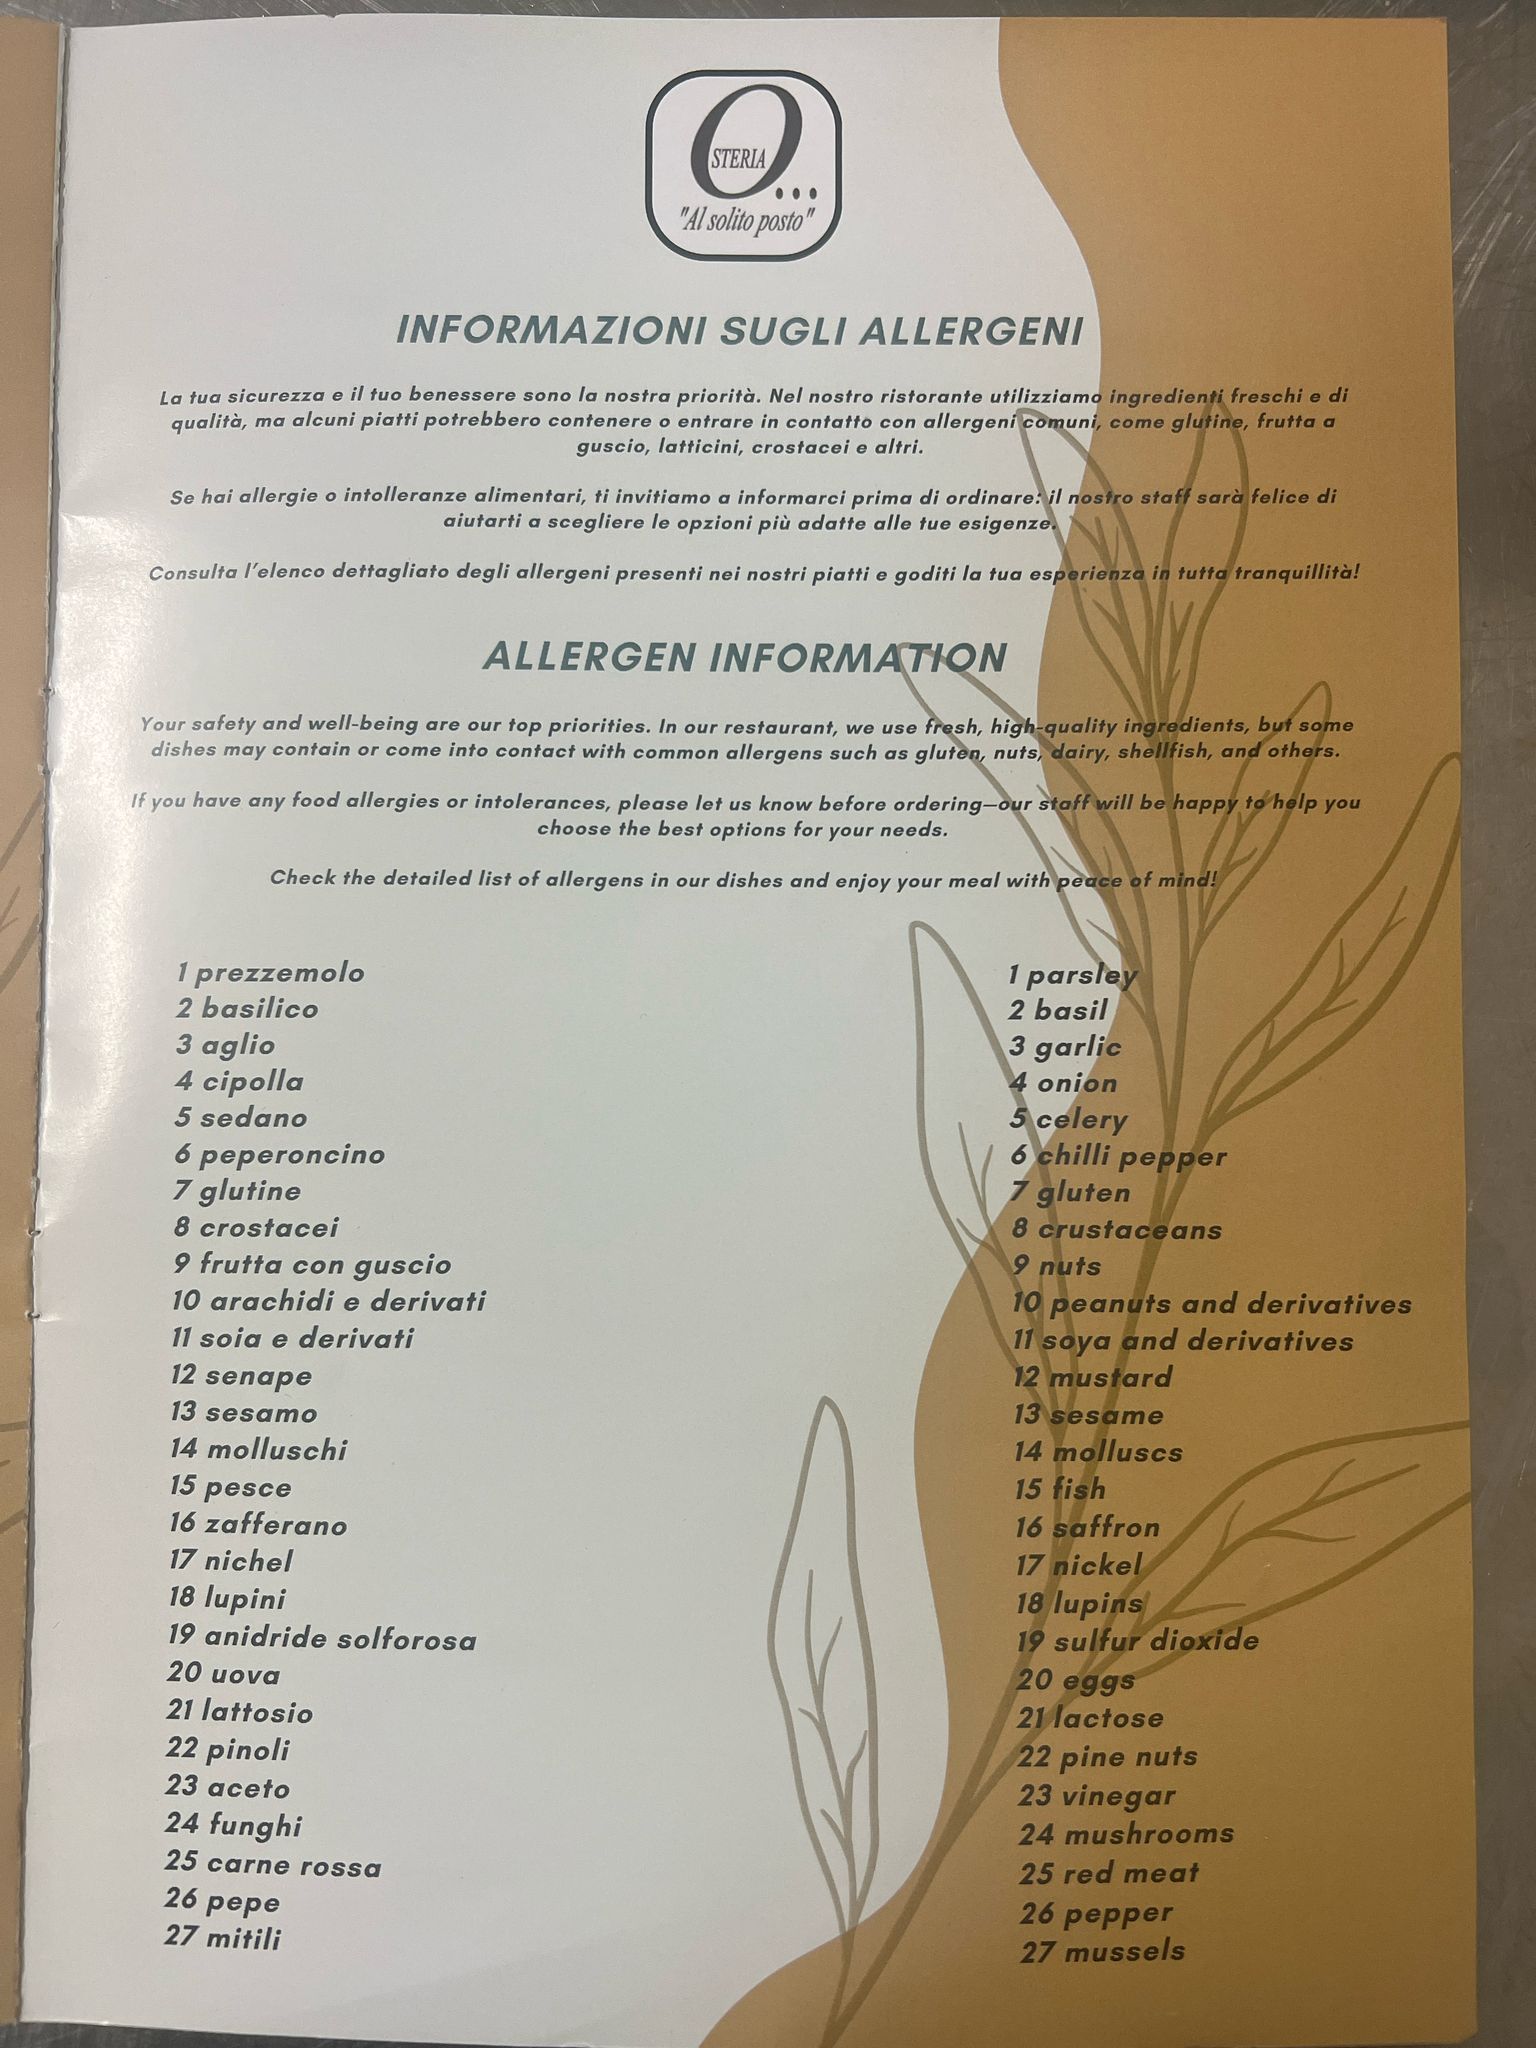 OSTERIA...
"Al solito posto"
INFORMAZIONI SUGLI ALLERGENI
La tua sicurezza e il tuo benessere sono la nostra priorità. Nel nostro ristorante utilizziamo ingredienti freschi e di
qualità, ma alcuni piatti potrebbero contenere o entrare in contatto con allergeni comuni, come glutine, frutta a
guscio, latticini, crostacei e altri.
Se hai allergie o intolleranze alimentari, ti invitiamo a informarci prima di ordinare: il nostro staff sarà felice di
aiutarti a scegliere le opzioni più adatte alle tue esigenze.
Consulta l'elenco dettagliato degli allergeni presenti nei nostri piatti e goditi la tua esperienza in tutta tranquillità!
ALLERGEN INFORMATION
Your safety and well-being are our top priorities. In our restaurant, we use fresh, high-quality ingredients, but some
dishes may contain or come into contact with common allergens such as gluten, nuts, dairy, shellfish, and others.
If you have any food allergies or intolerances, please let us know before ordering—our staff will be happy to help you
choose the best options for your needs.
Check the detailed list of allergens in our dishes and enjoy your meal with peace of mind!
1 prezzemolo
2 basilico
3 aglio
4 cipolla
5 sedano
6 peperoncino
7 glutine
8 crostacei
9 frutta con guscio
10 arachidi e derivati
11 soia e derivati
12 senape
13 sesamo
14 molluschi
15 pesce
16 zafferano
17 nichel
18 lupini
19 anidride solforosa
20 uova
21 lattosio
22 pinoli
23 aceto
24 funghi
25 carne rossa
26 pepe
27 mitili
1 parsley
2 basil
3 garlic
4 onion
5 celery
6 chilli pepper
7 gluten
8 crustaceans
9 nuts
10 peanuts and derivatives
11 soya and derivatives
12 mustard
13 sesame
14 molluscs
15 fish
16 saffron
17 nickel
18 lupins
19 sulfur dioxide
20 eggs
21 lactose
22 pine nuts
23 vinegar
24 mushrooms
25 red meat
26 pepper
27 mussels